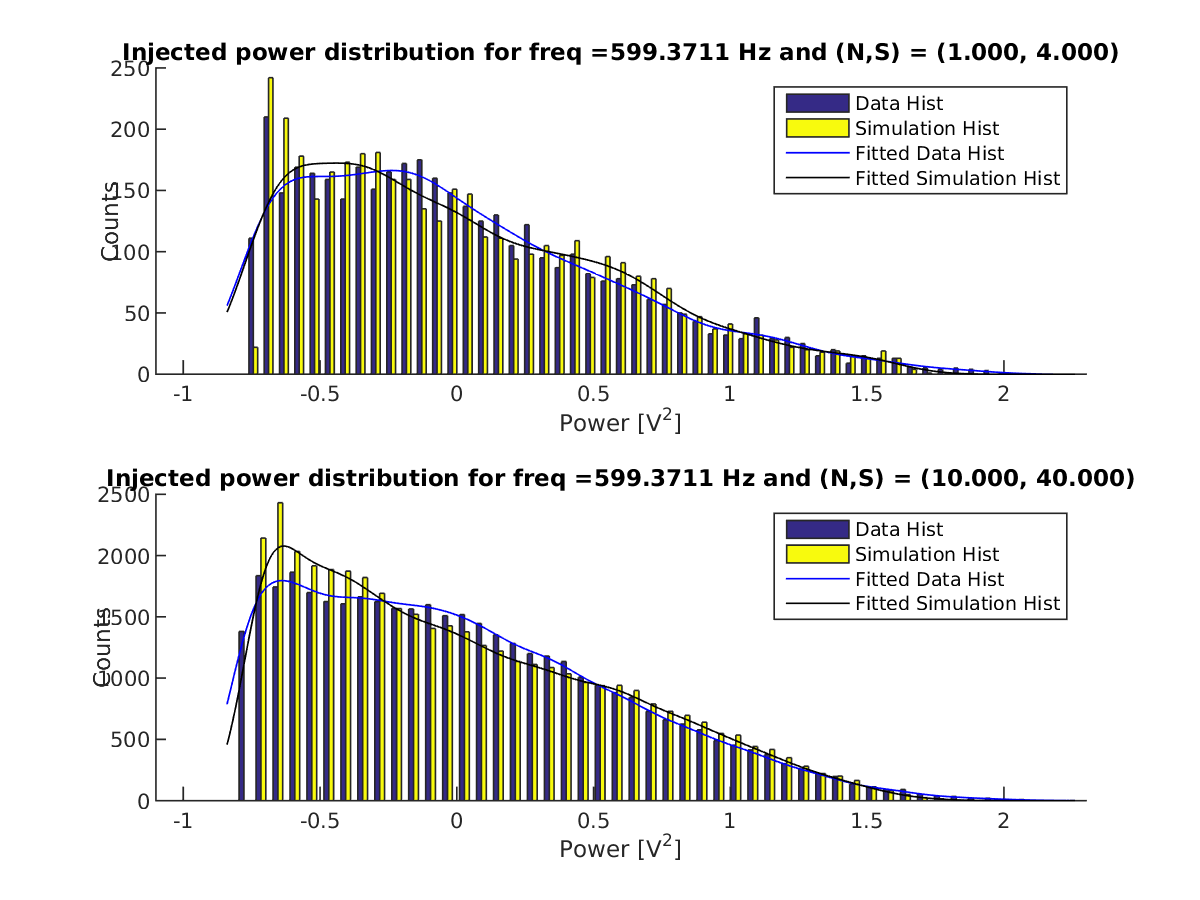 Injected power distribution for freq =599.3711 Hz and (N,S) = (1.000, 4.000)
250
200
150
100
50
0
Counts
Data Hist
Simulation Hist
Fitted Data Hist
Fitted Simulation Hist
-1 -0.5 0 0.5 1 1.5 2
Power [V²]
Injected power distribution for freq =599.3711 Hz and (N,S) = (10.000, 40.000)
2500
2000
1500
1000
500
0
Counts
Data Hist
Simulation Hist
Fitted Data Hist
Fitted Simulation Hist
-1 -0.5 0 0.5 1 1.5 2
Power [V²]